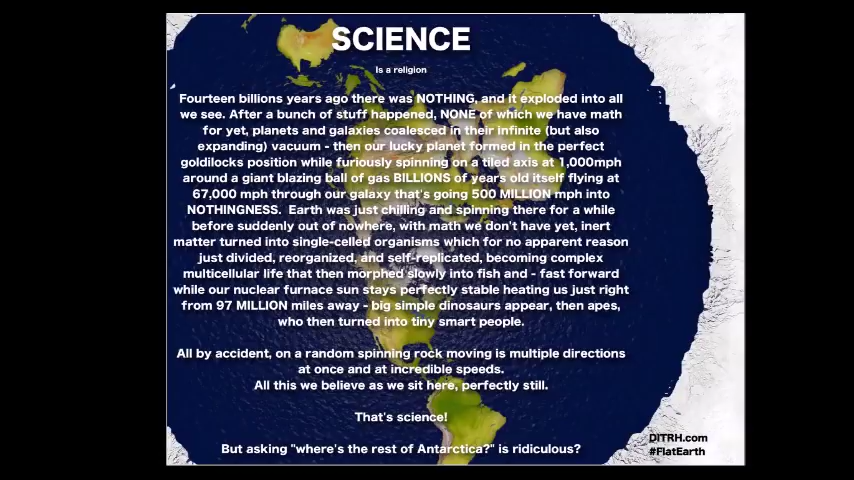 SCIENCE
Is a religion
Fourteen billions years ago there was NOTHING, and it exploded into all
we see. After a bunch of stuff happened, NONE of which we have math
for yet, planets and galaxies coalesced in their infinite (but also
expanding) vacuum - then our lucky planet formed in the perfect
goldilocks position while furiously spinning on a tiled axis at 1,000mph
around a giant blazing ball of gas BILLIONS of years old itself flying at
67,000 mph through our galaxy that's going 500 MILLION mph into
NOTHINGNESS. Earth was just chilling and spinning there for a while
before suddenly out of nowhere, with math we don't have yet, inert
matter turned into single-celled organisms which for no apparent reason
just divided, reorganized, and self-replicated, becoming complex
multicellular life that then morphed slowly into fish and - fast forward
while our nuclear furnace sun stays perfectly stable heating us just right
from 97 MILLION miles away - big simple dinosaurs appear, then apes,
who then turned into tiny smart people.
All by accident, on a random spinning rock moving is multiple directions
at once and at incredible speeds.
All this we believe as we sit here, perfectly still.
That's science!
But asking "where's the rest of Antarctica?" is ridiculous?
DITRH.com
#FlatEarth